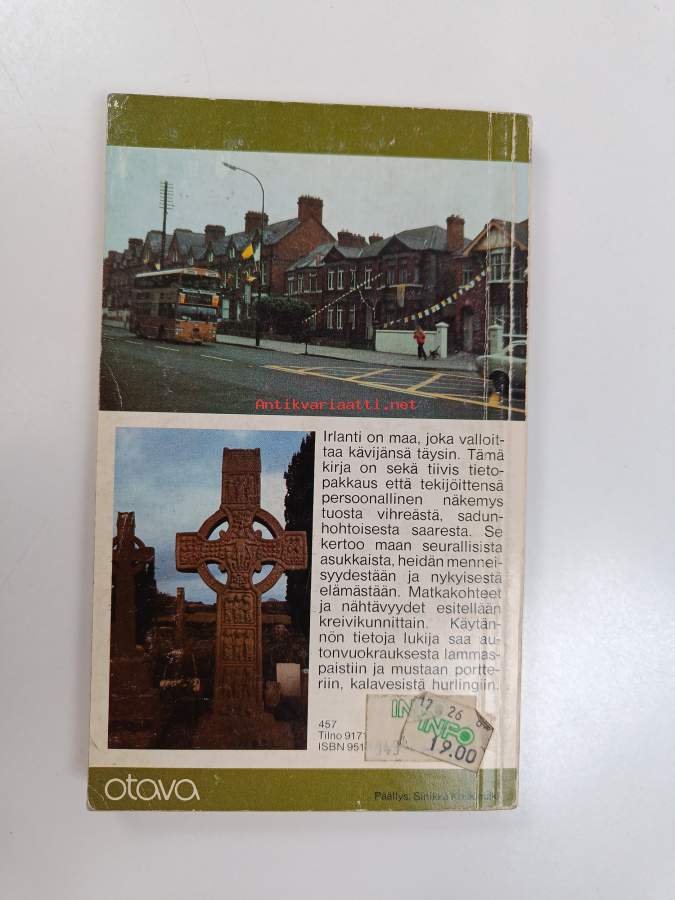 Antikvariaatti.net
Irlanti on maa, joka valloit-
taa kävijänsä täysin. Tämä
kirja on sekä tiivis tieto-
pakkaus että tekijöittensä
persoonallinen näkemys
tuosta vihreästä, sadun-
hohtoisesta saaresta. Se
kertoo maan seurallisista
asukkaista, heidän mennei-
syydestään ja nykyisestä
elämästään. Matkakohteet
ja nähtävyydet esitellään
kreivikunnittain. Käytän-
nön tietoja lukija saa au-
tonvuokrauksesta lammas-
paistiin ja mustaan portte-
riin, kalavesistä hurlingiin.
457
Tilno 917
ISBN 951
12 26
INFO
19.00
otava
Päällys: Sinikka